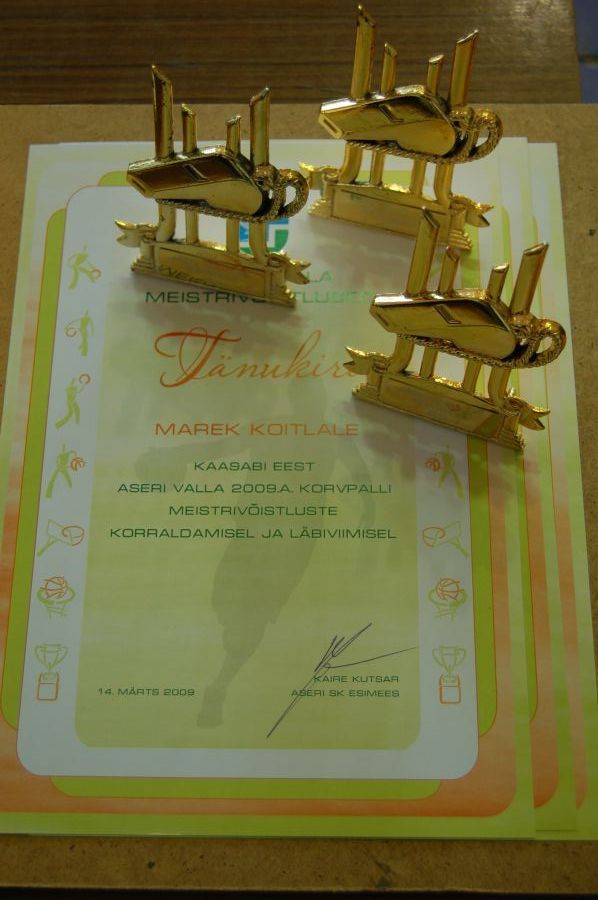 MAREK KOITLALE
KAASABI EEST
ASERI VALLA 2009.A. KORVPALLI
MEISTRIVÕISTLUSTE
KORRALDAMISEL JA LÄBIVIIMISEL
14. MÄRTS 2009
KAIRE KUTSAR
ASERI SK ESIMEES